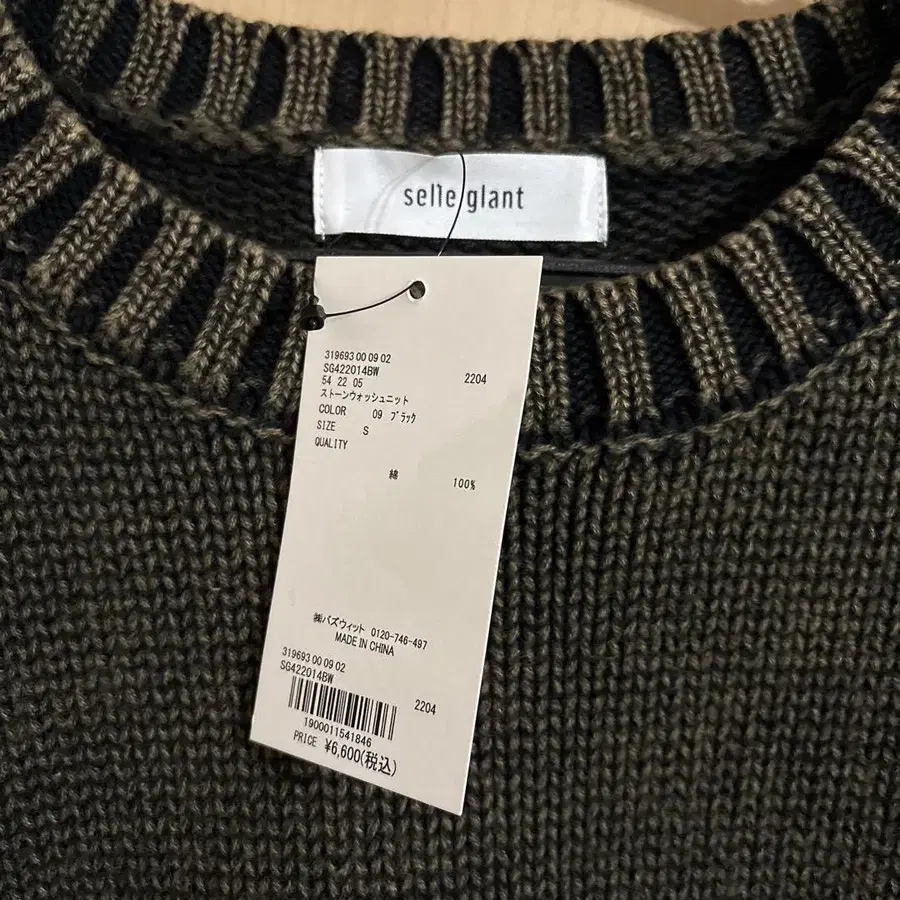 selle glant
319693 00 09 02
SG422014BW 2204
54 22 05
ストーンウォッシュニット
COLOR 09 ブラック
SIZE S
QUALITY
綿 100%
㈱バズウィット 0120-746-497
MADE IN CHINA
319693 00 09 02
SG422014BW 2204
1900011541846
PRICE ¥6,600(税込)